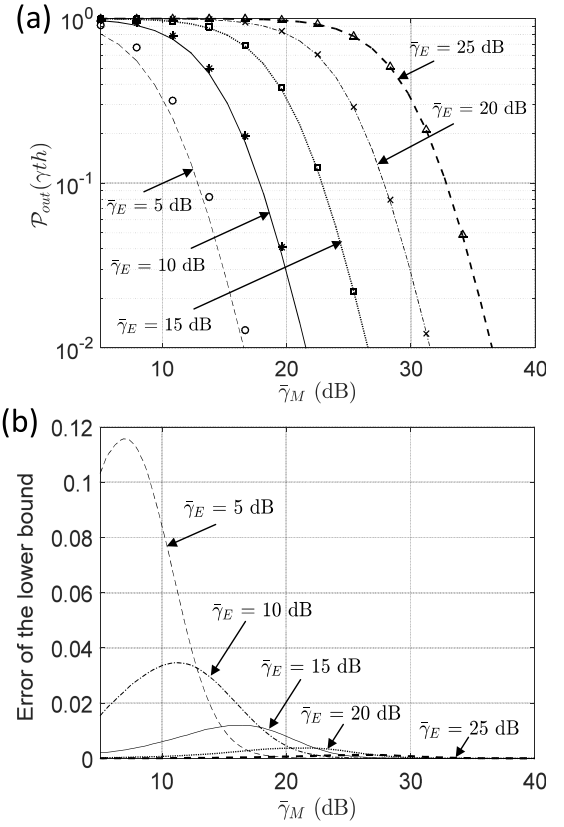 (a)
10^0
10^{-1}
10^{-2}
𝒫_{out}(γth)
γ̄_E = 25 dB
γ̄_E = 20 dB
γ̄_E = 5 dB
γ̄_E = 10 dB
γ̄_E = 15 dB
10 20 30 40
γ̄_M (dB)
(b)
0.12
0.1
0.08
0.06
0.04
0.02
0
Error of the lower bound
γ̄_E = 5 dB
γ̄_E = 10 dB
γ̄_E = 15 dB
γ̄_E = 20 dB
γ̄_E = 25 dB
10 20 30 40
γ̄_M (dB)